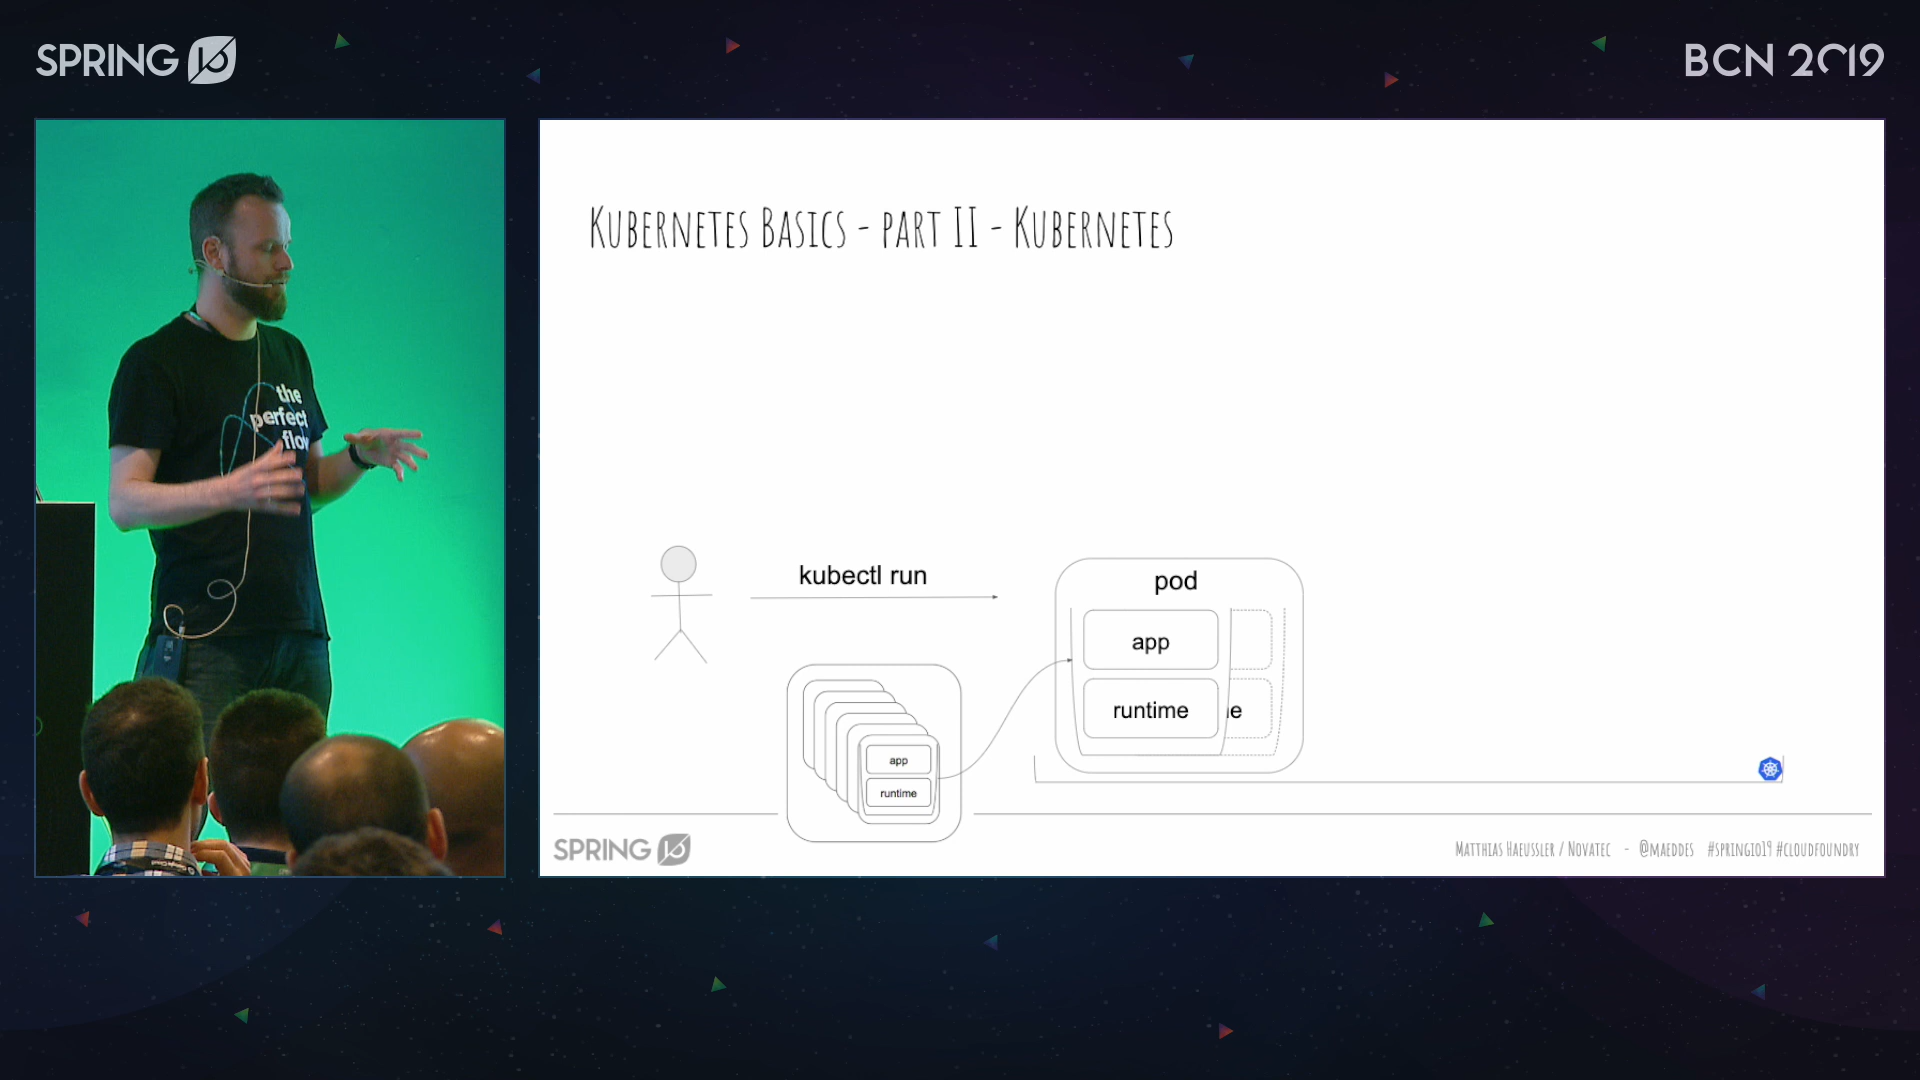 SPRING IO
BCN 2019
the
perfect
flow
KUBERNETES BASICS - PART II - KUBERNETES
kubectl run
pod
app
runtime
e
app
runtime
SPRING IO
MATTHIAS HAEUSSLER / NOVATEC - @MAEDDES #SPRINGIO19 #CLOUDFOUNDRY